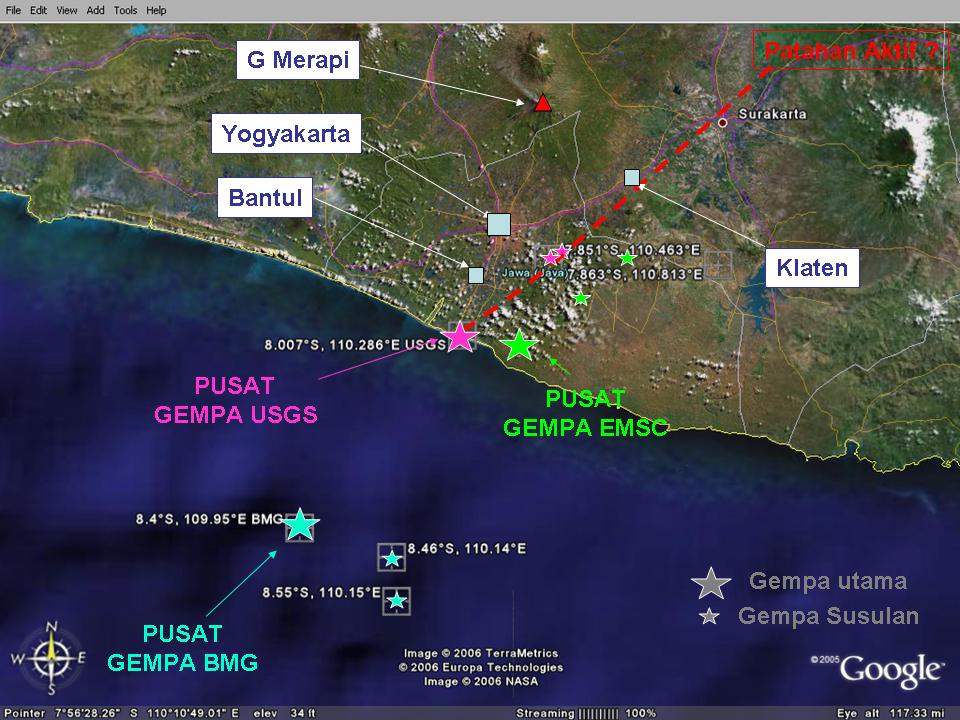 File Edit View Add Tools Help
G Merapi
Patahan Aktif ?
Surakarta
Yogyakarta
Bantul
Klaten
7.851°S, 110.463°E
Jawa (Java)
7.863°S, 110.813°E
8.007°S, 110.286°E USGS
PUSAT
GEMPA USGS
PUSAT
GEMPA EMSC
8.4°S, 109.95°E BMG
8.46°S, 110.14°E
8.55°S, 110.15°E
Gempa utama
Gempa Susulan
PUSAT
GEMPA BMG
N
W
E
S
Image © 2006 TerraMetrics
© 2006 Europa Technologies
Image © 2006 NASA
©2005 Google™
Pointer 7°56'28.26" S 110°10'49.01" E elev 34 ft Streaming |||||||||| 100% Eye alt 117.33 mi